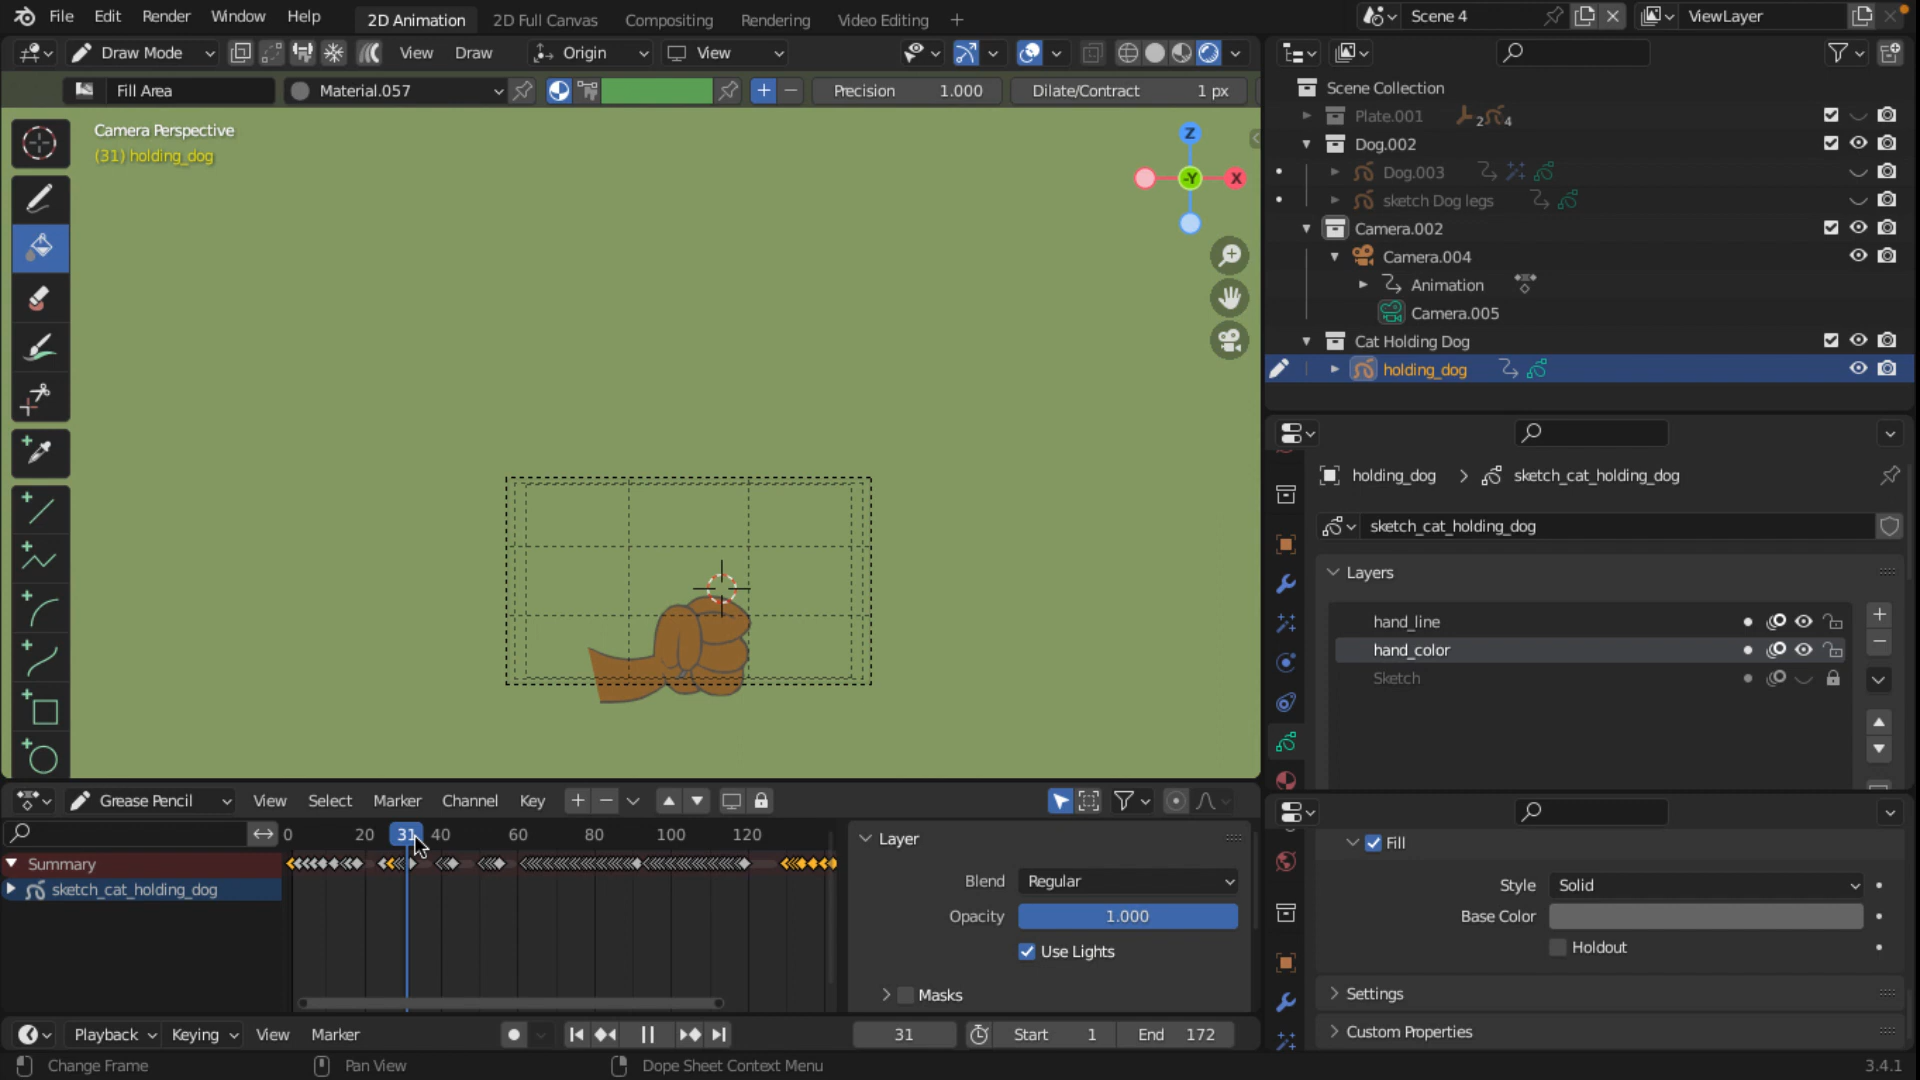 File Edit Render Window Help 2D Animation 2D Full Canvas Compositing Rendering Video Editing + Scene 4 ViewLayer
Draw Mode View Draw Origin View
Fill Area Material.057 Precision 1.000 Dilate/Contract 1 px
Camera Perspective
(31) holding_dog
Z
-Y X
Scene Collection
Plate.001 2 4
Dog.002
Dog.003
sketch Dog legs
Camera.002
Camera.004
Animation
Camera.005
Cat Holding Dog
holding_dog
holding_dog > sketch_cat_holding_dog
sketch_cat_holding_dog
Layers
hand_line
hand_color
Sketch
Grease Pencil View Select Marker Channel Key
0 20 31 40 60 80 100 120
Summary
sketch_cat_holding_dog
Layer
Blend Regular
Opacity 1.000
Use Lights
Masks
Fill
Style Solid
Base Color
Holdout
Settings
Custom Properties
Playback Keying View Marker 31 Start 1 End 172
Change Frame Pan View Dope Sheet Context Menu 3.4.1